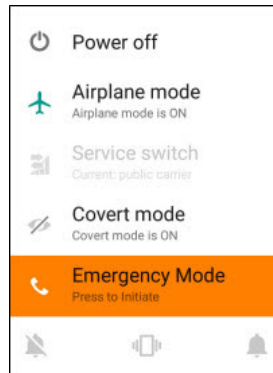 Power off
Airplane mode
Airplane mode is ON
Service switch
Current: public carrier
Covert mode
Covert mode is ON
Emergency Mode
Press to Initiate